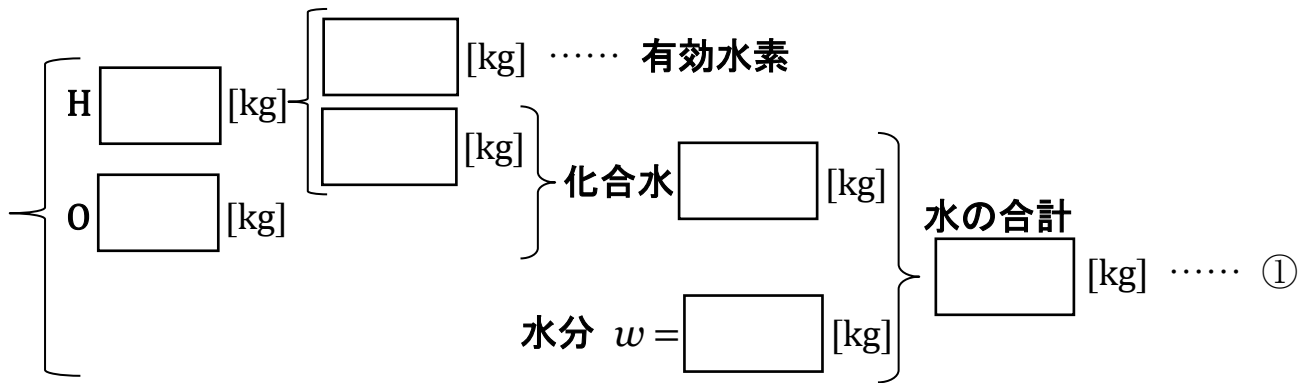 [kg] …… 有効水素
H [kg]
[kg]
化合水 [kg]
O [kg]
水の合計
[kg] …… ①
水分 w = [kg]